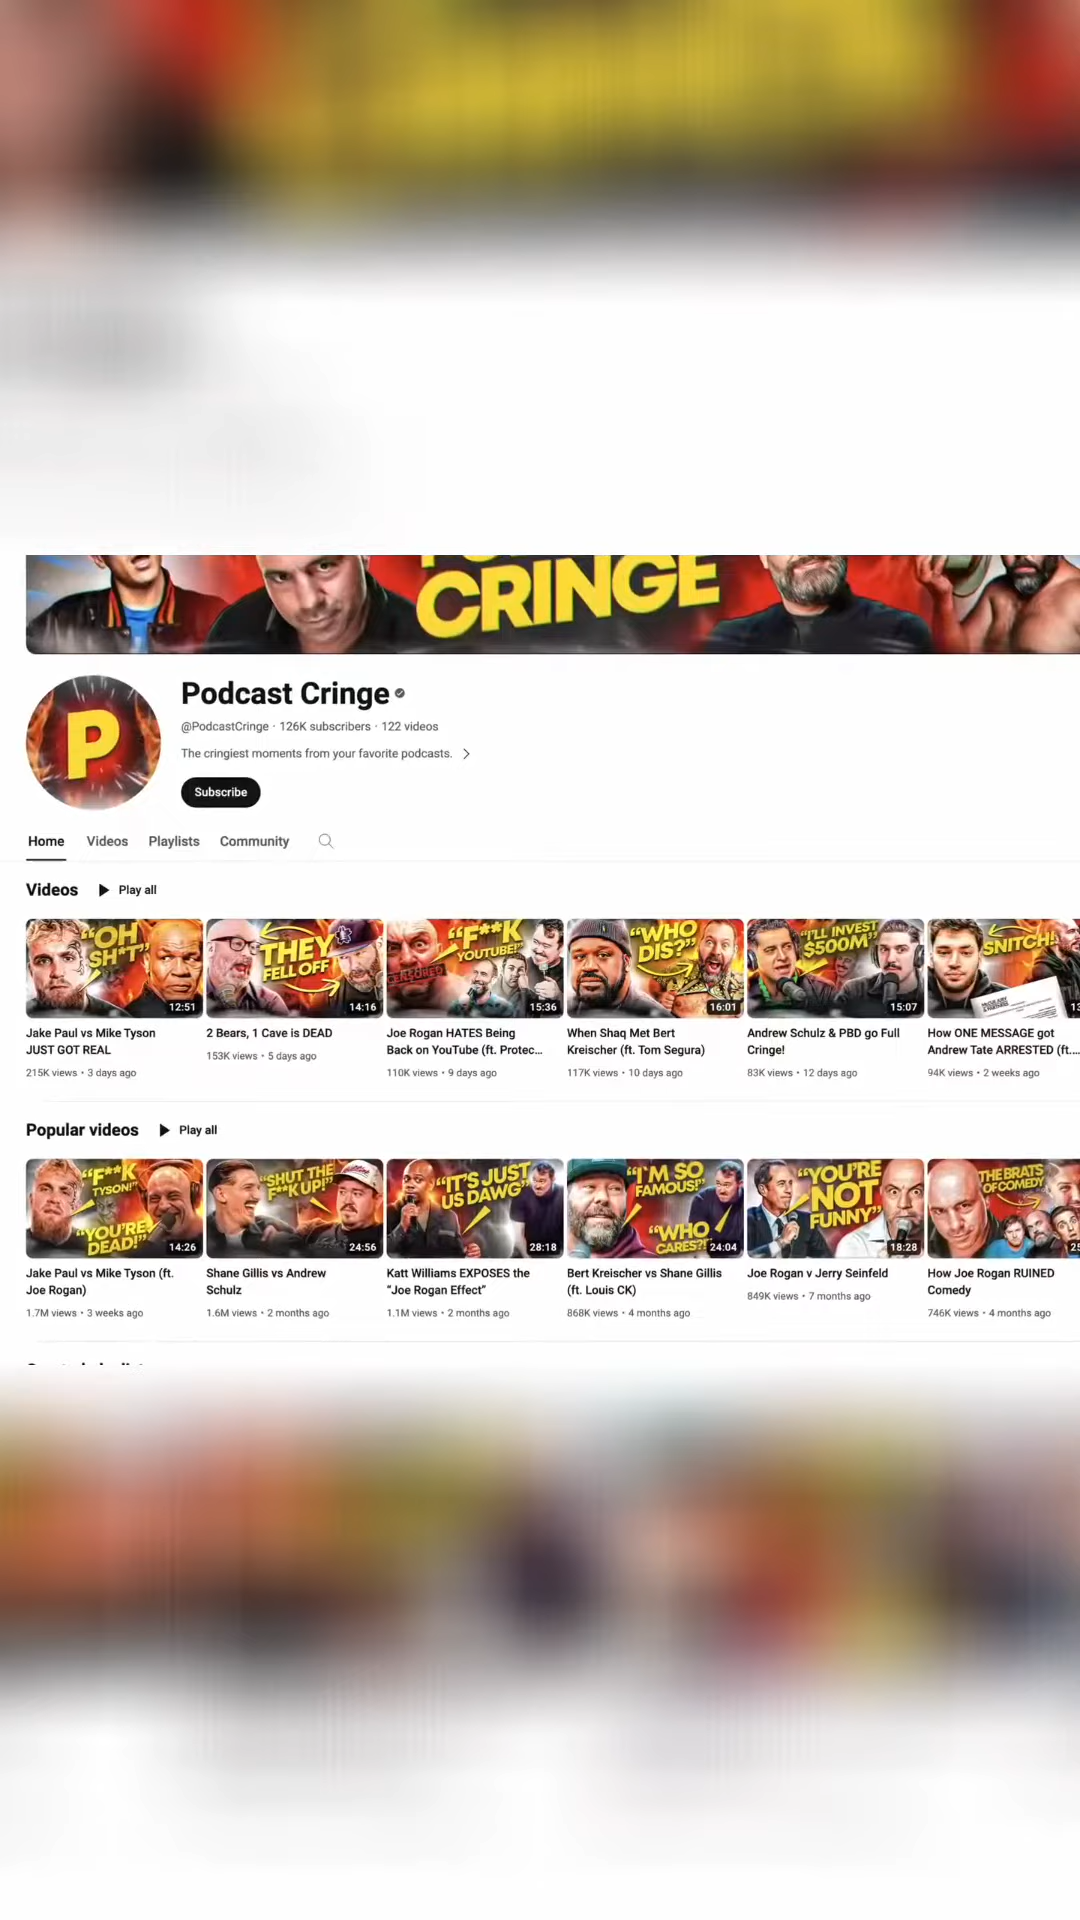 CRINGE
P
Podcast Cringe
@PodcastCringe · 126K subscribers · 122 videos
The cringiest moments from your favorite podcasts.
Subscribe
Home Videos Playlists Community
Videos Play all
"OH SH*T"
12:51
THEY FELL OFF
14:16
"F**K YOUTUBE!"
CENSORED
15:36
"WHO DIS?"
16:01
"I'LL INVEST $500M"
15:07
SNITCH!
13
Jake Paul vs Mike Tyson
JUST GOT REAL
215K views • 3 days ago
2 Bears, 1 Cave is DEAD
153K views • 5 days ago
Joe Rogan HATES Being
Back on YouTube (ft. Protec...
110K views • 9 days ago
When Shaq Met Bert
Kreischer (ft. Tom Segura)
117K views • 10 days ago
Andrew Schulz & PBD go Full
Cringe!
83K views • 12 days ago
How ONE MESSAGE got
Andrew Tate ARRESTED (ft....
94K views • 2 weeks ago
Popular videos Play all
"F**K TYSON!"
"YOU'RE DEAD!"
14:26
"SHUT THE F**K UP!"
24:56
"IT'S JUST US DAWG"
28:18
"I'M SO FAMOUS!"
"WHO CARES?!"
24:04
"YOU'RE NOT FUNNY"
18:28
THE BRATS OF COMEDY
25
Jake Paul vs Mike Tyson (ft.
Joe Rogan)
1.7M views • 3 weeks ago
Shane Gillis vs Andrew
Schulz
1.6M views • 2 months ago
Katt Williams EXPOSES the
"Joe Rogan Effect"
1.1M views • 2 months ago
Bert Kreischer vs Shane Gillis
(ft. Louis CK)
868K views • 4 months ago
Joe Rogan v Jerry Seinfeld
849K views • 7 months ago
How Joe Rogan RUINED
Comedy
746K views • 4 months ago